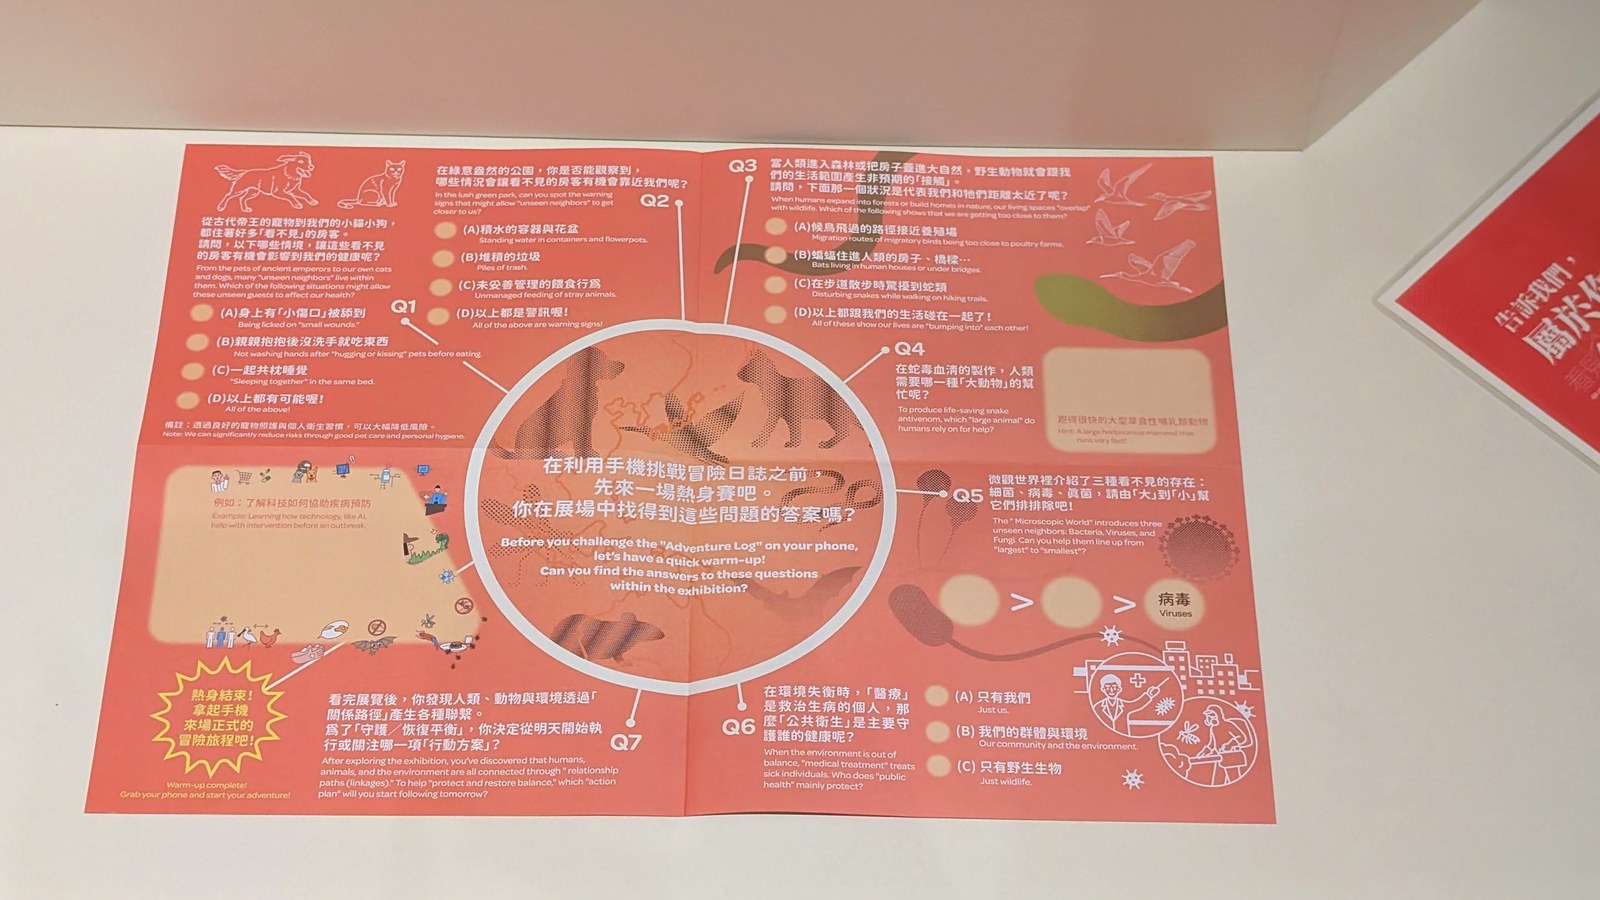 從古代帝王的寵物到我們的小貓小狗，
都住著好多「看不見」的房客。
請問，以下哪些情境，讓這些看不見
的房客有機會影響到我們的健康呢？
From the pets of ancient emperors to our own cats
and dogs, many "unseen neighbors" live within
them. Which of the following situations might allow
these unseen guests to affect our health?
Q1
(A)身上有「小傷口」被舔到
Being licked on "small wounds."
(B)親親抱抱後沒洗手就吃東西
Not washing hands after "hugging or kissing" pets before eating.
(C)一起共枕睡覺
"Sleeping together" in the same bed.
(D)以上都有可能喔！
All of the above!
備註：透過良好的寵物照護與個人衛生習慣，可以大幅降低風險。
Note: We can significantly reduce risks through good pet care and personal hygiene.
在綠意盎然的公園，你是否能觀察到，
哪些情況會讓看不見的房客有機會靠近我們呢？
In the lush green park, can you spot the warning
signs that might allow "unseen neighbors" to get
closer to us?
Q2
(A)積水的容器與花盆
Standing water in containers and flowerpots.
(B)堆積的垃圾
Piles of trash.
(C)未妥善管理的餵食行為
Unmanaged feeding of stray animals.
(D)以上都是警訊喔！
All of the above are warning signs!
Q3
當人類進入森林或把房子蓋進大自然，野生動物就會跟我
們的生活範圍產生非預期的「接觸」。
請問，下面那一個狀況是代表我們和牠們距離太近了呢？
When humans expand into forests or build homes in nature, our living spaces "overlap"
with wildlife. Which of the following shows that we are getting too close to them?
(A)候鳥飛過的路徑接近養殖場
Migration routes of migratory birds being too close to poultry farms.
(B)蝙蝠住進人類的房子、橋樑…
Bats living in human houses or under bridges.
(C)在步道散步時驚擾到蛇類
Disturbing snakes while walking on hiking trails.
(D)以上都跟我們的生活碰在一起了！
All of these show our lives are "bumping into" each other!
Q4
在蛇毒血清的製作，人類
需要哪一種「大動物」的幫
忙呢？
To produce life-saving snake
antivenom, which "large animal" do
humans rely on for help?
跑得很快的大型草食性哺乳類動物
Hint: A large herbivorous mammal that
runs very fast!
Q5
微觀世界裡介紹了三種看不見的存在：
細菌、病毒、真菌，請由「大」到「小」幫
它們排排隊吧！
The " Microscopic World" introduces three
unseen neighbors: Bacteria, Viruses, and
Fungi. Can you help them line up from
"largest" to "smallest"?
> > 病毒
Viruses
在利用手機挑戰冒險日誌之前，
先來一場熱身賽吧。
你在展場中找得到這些問題的答案嗎？
Before you challenge the "Adventure Log" on your phone,
let's have a quick warm-up!
Can you find the answers to these questions
within the exhibition?
例如：了解科技如何協助疾病預防
Example: Learning how technology, like AI,
help with intervention before an outbreak.
熱身結束！
拿起手機
來場正式的
冒險旅程吧！
Warm-up complete!
Grab your phone and start your adventure!
看完展覽後，你發現人類、動物與環境透過「
關係路徑」產生各種聯繫。
為了「守護／恢復平衡」，你決定從明天開始執
行或關注哪一項「行動方案」？
Q7
After exploring the exhibition, you've discovered that humans,
animals, and the environment are all connected through " relationship
paths (linkages)." To help "protect and restore balance," which "action
plan" will you start following tomorrow?
Q6
在環境失衡時，「醫療」
是救治生病的個人，那
麼「公共衛生」是主要守
護誰的健康呢？
When the environment is out of
balance, "medical treatment" treats
sick individuals. Who does "public
health" mainly protect?
(A) 只有我們
Just us.
(B) 我們的群體與環境
Our community and the environment.
(C) 只有野生生物
Just wildlife.
告訴我們，